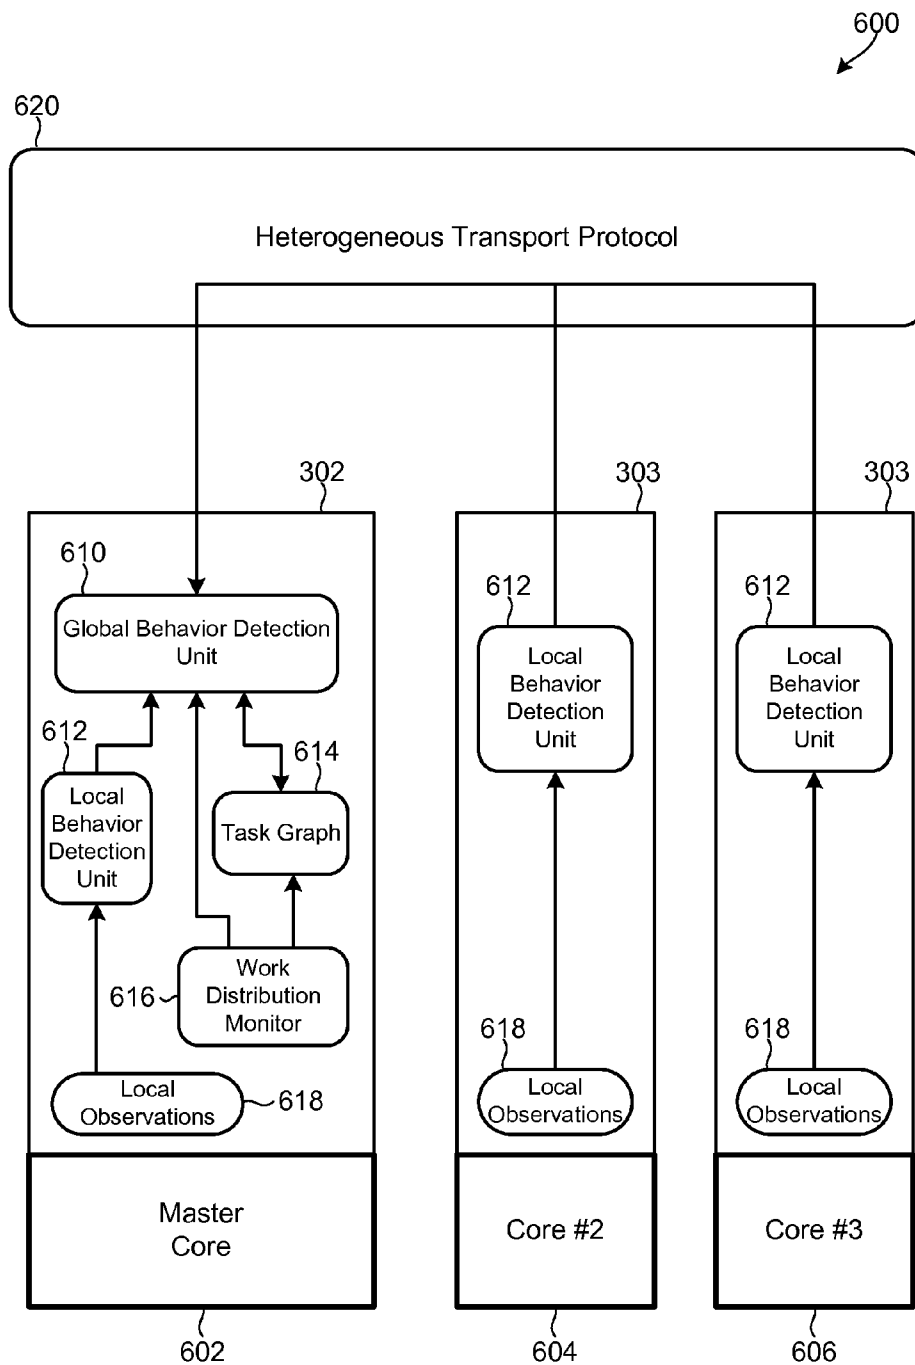 600
620
Heterogeneous Transport Protocol
302
303
303
610
Global Behavior Detection
Unit
612
Local
Behavior
Detection
Unit
614
Task Graph
616
Work
Distribution
Monitor
Local
Observations
618
612
Local
Behavior
Detection
Unit
618
Local
Observations
612
Local
Behavior
Detection
Unit
618
Local
Observations
Master
Core
Core #2
Core #3
602
604
606